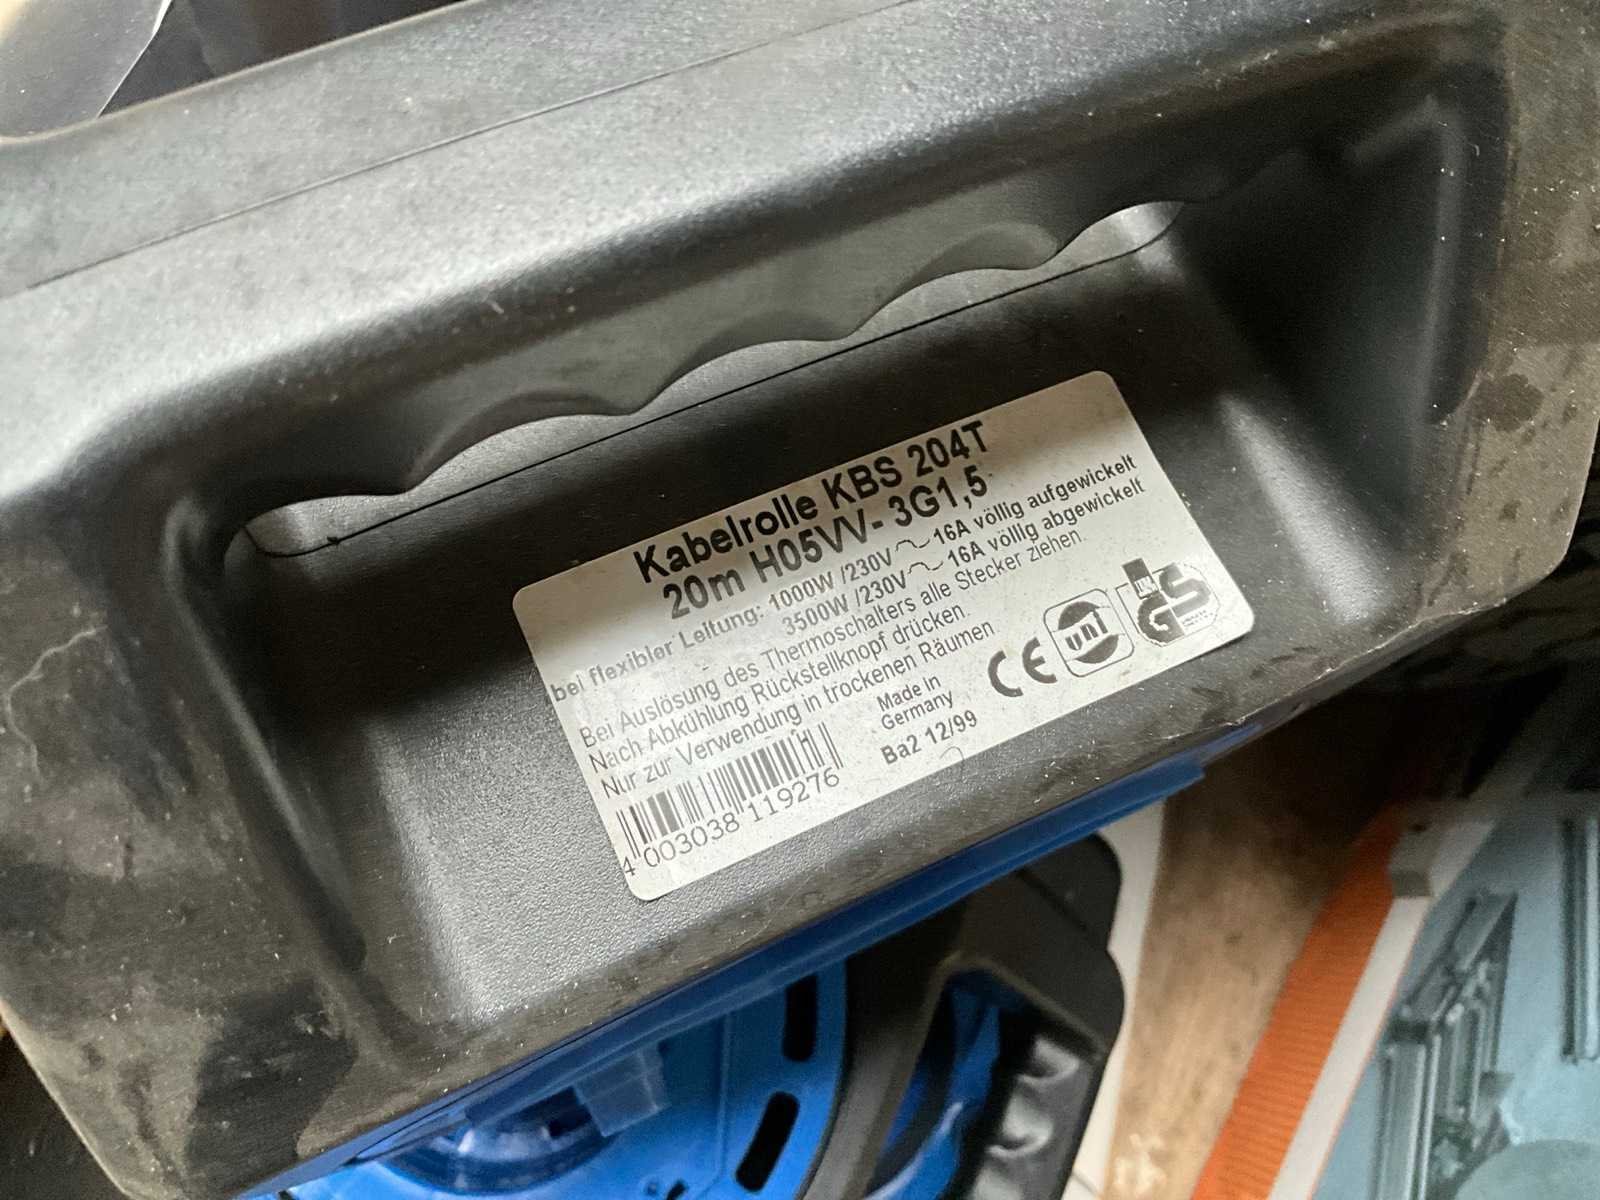 Kabelrolle KBS 204T
20m H05VV-3G1,5
bei flexibler Leitung: 1000W /230V ~ 16A völlig aufgewickelt
3500W /230V ~ 16A völlig abgewickelt
Bei Auslösung des Thermoschalters alle Stecker ziehen.
Nach Abkühlung Rückstellknopf drücken.
Nur zur Verwendung in trockenen Räumen
4 003038 119276
Made in
Germany
Ba2 12/99
CE
uni
GS